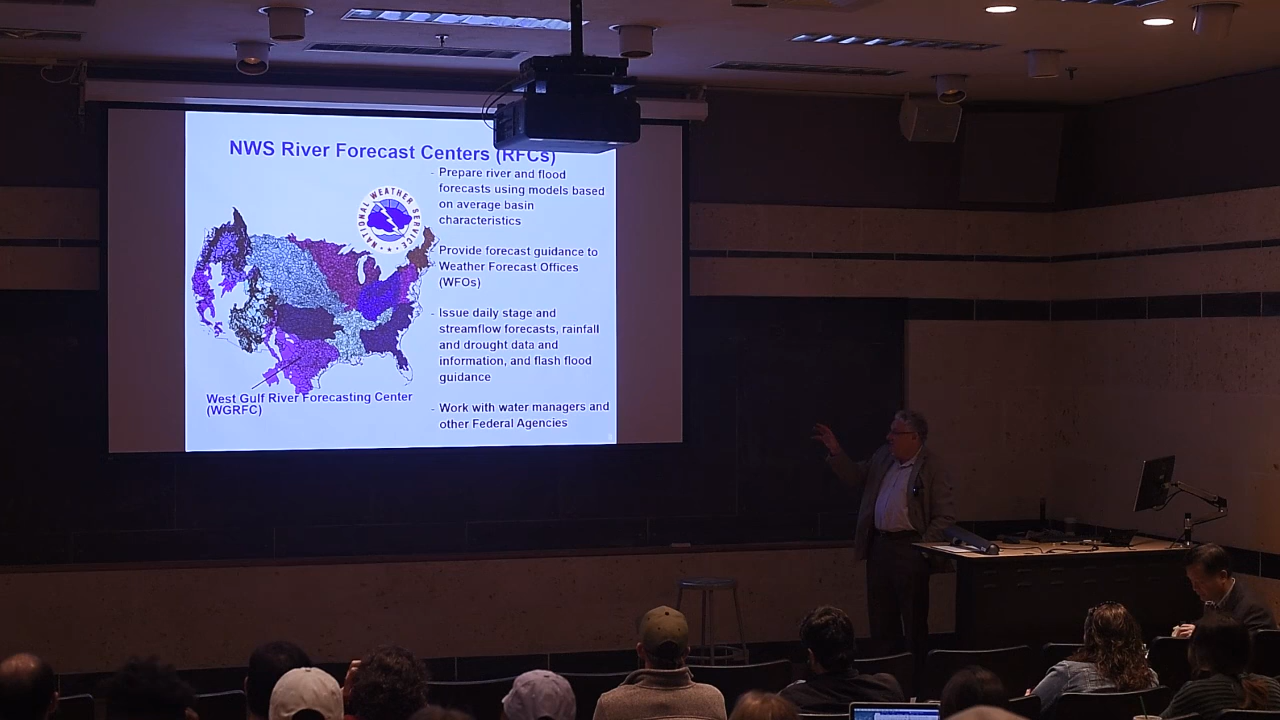 NWS River Forecast Centers (RFCs)
- Prepare river and flood
forecasts using models based
on average basin
characteristics
NATIONAL WEATHER SERVICE
- Provide forecast guidance to
Weather Forecast Offices
(WFOs)
- Issue daily stage and
streamflow forecasts, rainfall
and drought data and
information, and flash flood
guidance
West Gulf River Forecasting Center
(WGRFC)
- Work with water managers and
other Federal Agencies